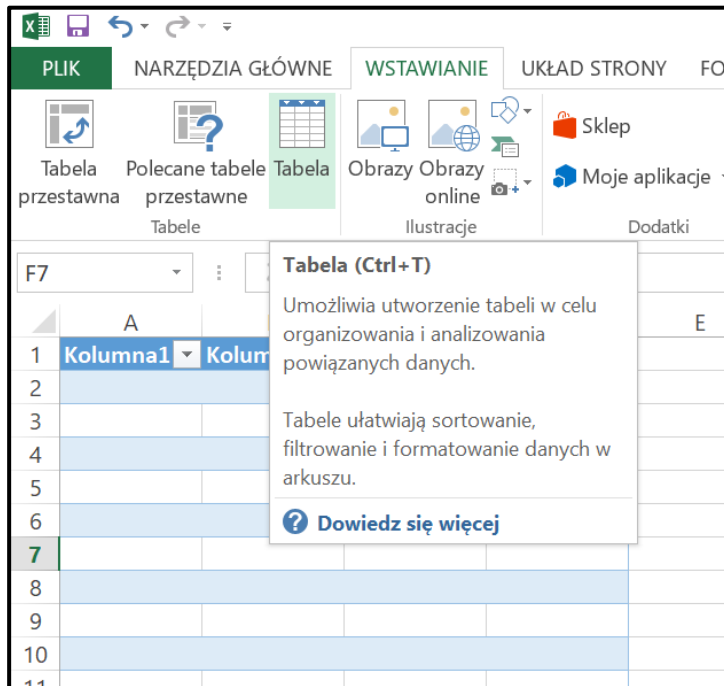 PLIK NARZĘDZIA GŁÓWNE WSTAWIANIE UKŁAD STRONY FO
Tabela przestawna
Polecane tabele przestawne
Tabela
Obrazy
Obrazy online
Sklep
Moje aplikacje
Tabele
Ilustracje
Dodatki
F7
Tabela (Ctrl+T)
Umożliwia utworzenie tabeli w celu
organizowania i analizowania
powiązanych danych.
Tabele ułatwiają sortowanie,
filtrowanie i formatowanie danych w
arkuszu.
Dowiedz się więcej
A E
1 Kolumna1 Kolum
2
3
4
5
6
7
8
9
10
11